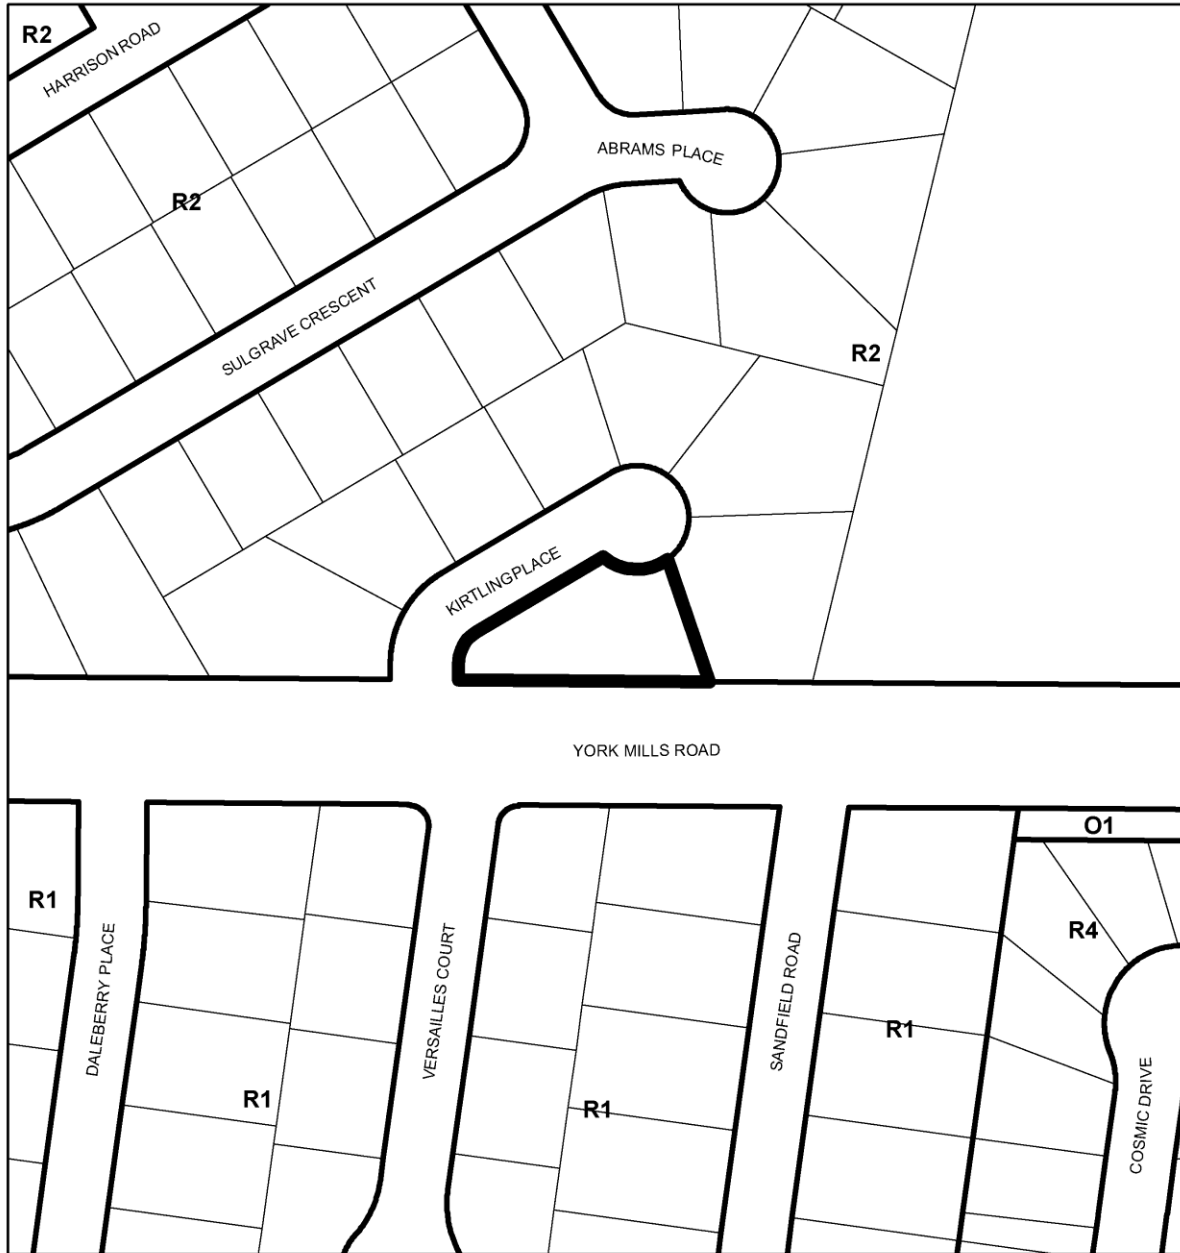 R2
HARRISON ROAD
ABRAMS PLACE
R2
SULGRAVE CRESCENT
R2
KIRTLINGPLACE
YORK MILLS ROAD
O1
R1
R4
DALEBERRY PLACE
VERSAILLES COURT
SANDFIELD ROAD
R1
COSMIC DRIVE
R1
R1